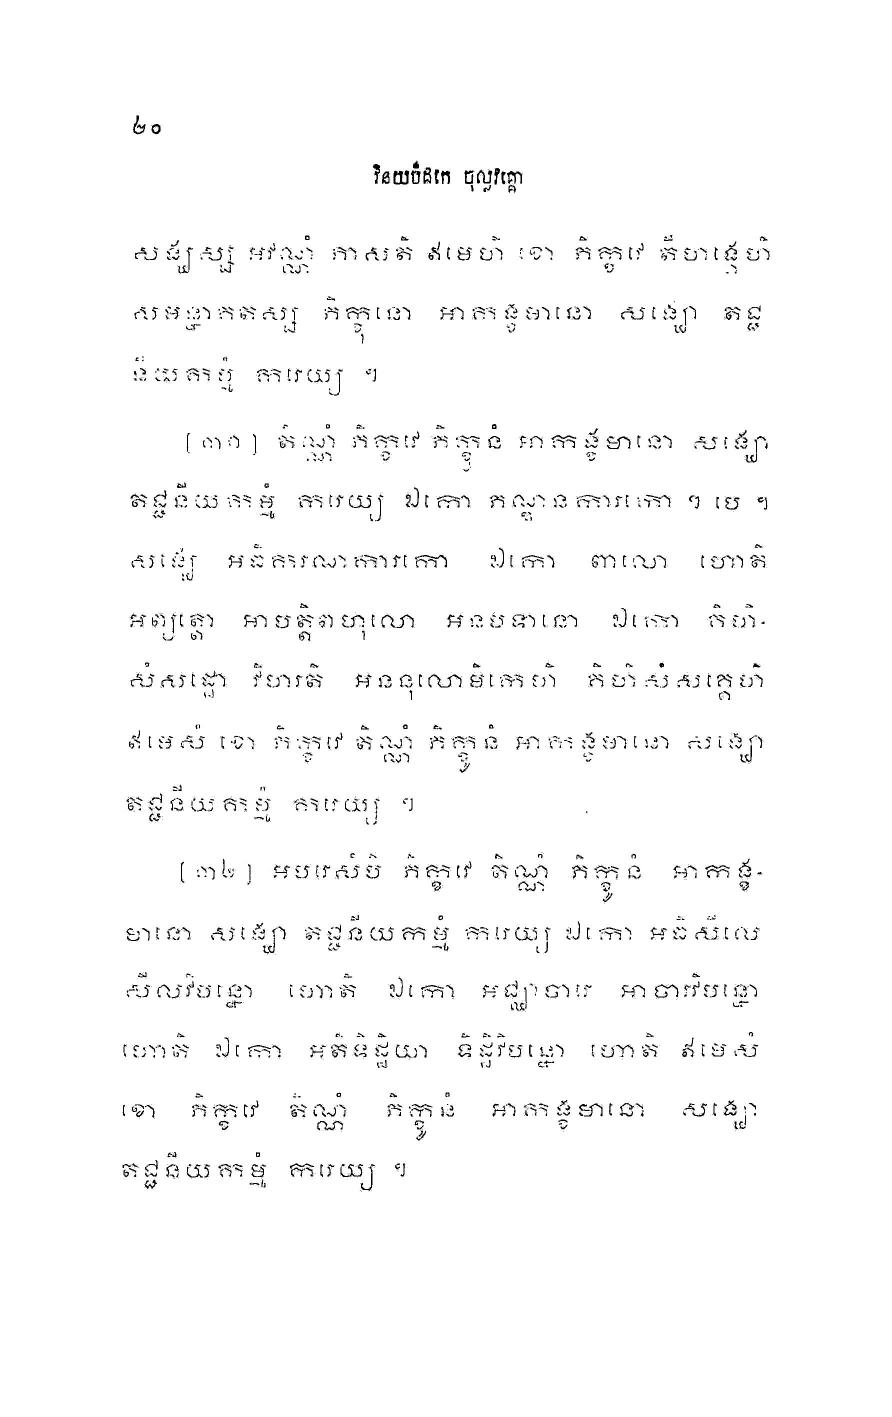 ២០
វិនយបិដកេ ចុល្លវគ្គោ
សង្ឃស្ស អវណ្ណំ ភាសតិ ឥមេហិ ខោ ភិក្ខវេ តីហង្គេហិ
សមន្នាគតស្ស ភិក្ខុនោ អាកង្ខមានោ សង្ឃោ តជ្ជ
នីយកម្មំ ករេយ្យ ។
[៣១] តិណ្ណំ ភិក្ខវេ ភិក្ខូនំ អាកង្ខមានោ សង្ឃោ
តជ្ជនីយកម្មំ ករេយ្យ ឯកោ ភណ្ឌនការកោ ។ បេ ។
សង្ឃេ អធិករណការកោ ឯកោ ពាលោ ហោតិ
អព្យត្តោ អាបត្តិពហុលោ អនបទានោ ឯកោ គិហិ-
សំសដ្ឋោ វិហរតិ អននុលោមិកេហិ គិហិសំសគ្គេហិ
ឥមេសំ ខោ ភិក្ខវេ តិណ្ណំ ភិក្ខូនំ អាកង្ខមានោ សង្ឃោ
តជ្ជនីយកម្មំ ករេយ្យ ។
[៣២] អបរេសំបិ ភិក្ខវេ តិណ្ណំ ភិក្ខូនំ អាកង្ខ-
មានោ សង្ឃោ តជ្ជនីយកម្មំ ករេយ្យ ឯកោ អធិសីលេ
សីលវិបន្នោ ហោតិ ឯកោ អជ្ឈាចារេ អាចារវិបន្នោ
ហោតិ ឯកោ អតិទិដ្ឋិយា ទិដ្ឋិវិបន្នោ ហោតិ ឥមេសំ
ខោ ភិក្ខវេ តិណ្ណំ ភិក្ខូនំ អាកង្ខមានោ សង្ឃោ
តជ្ជនីយកម្មំ ករេយ្យ ។